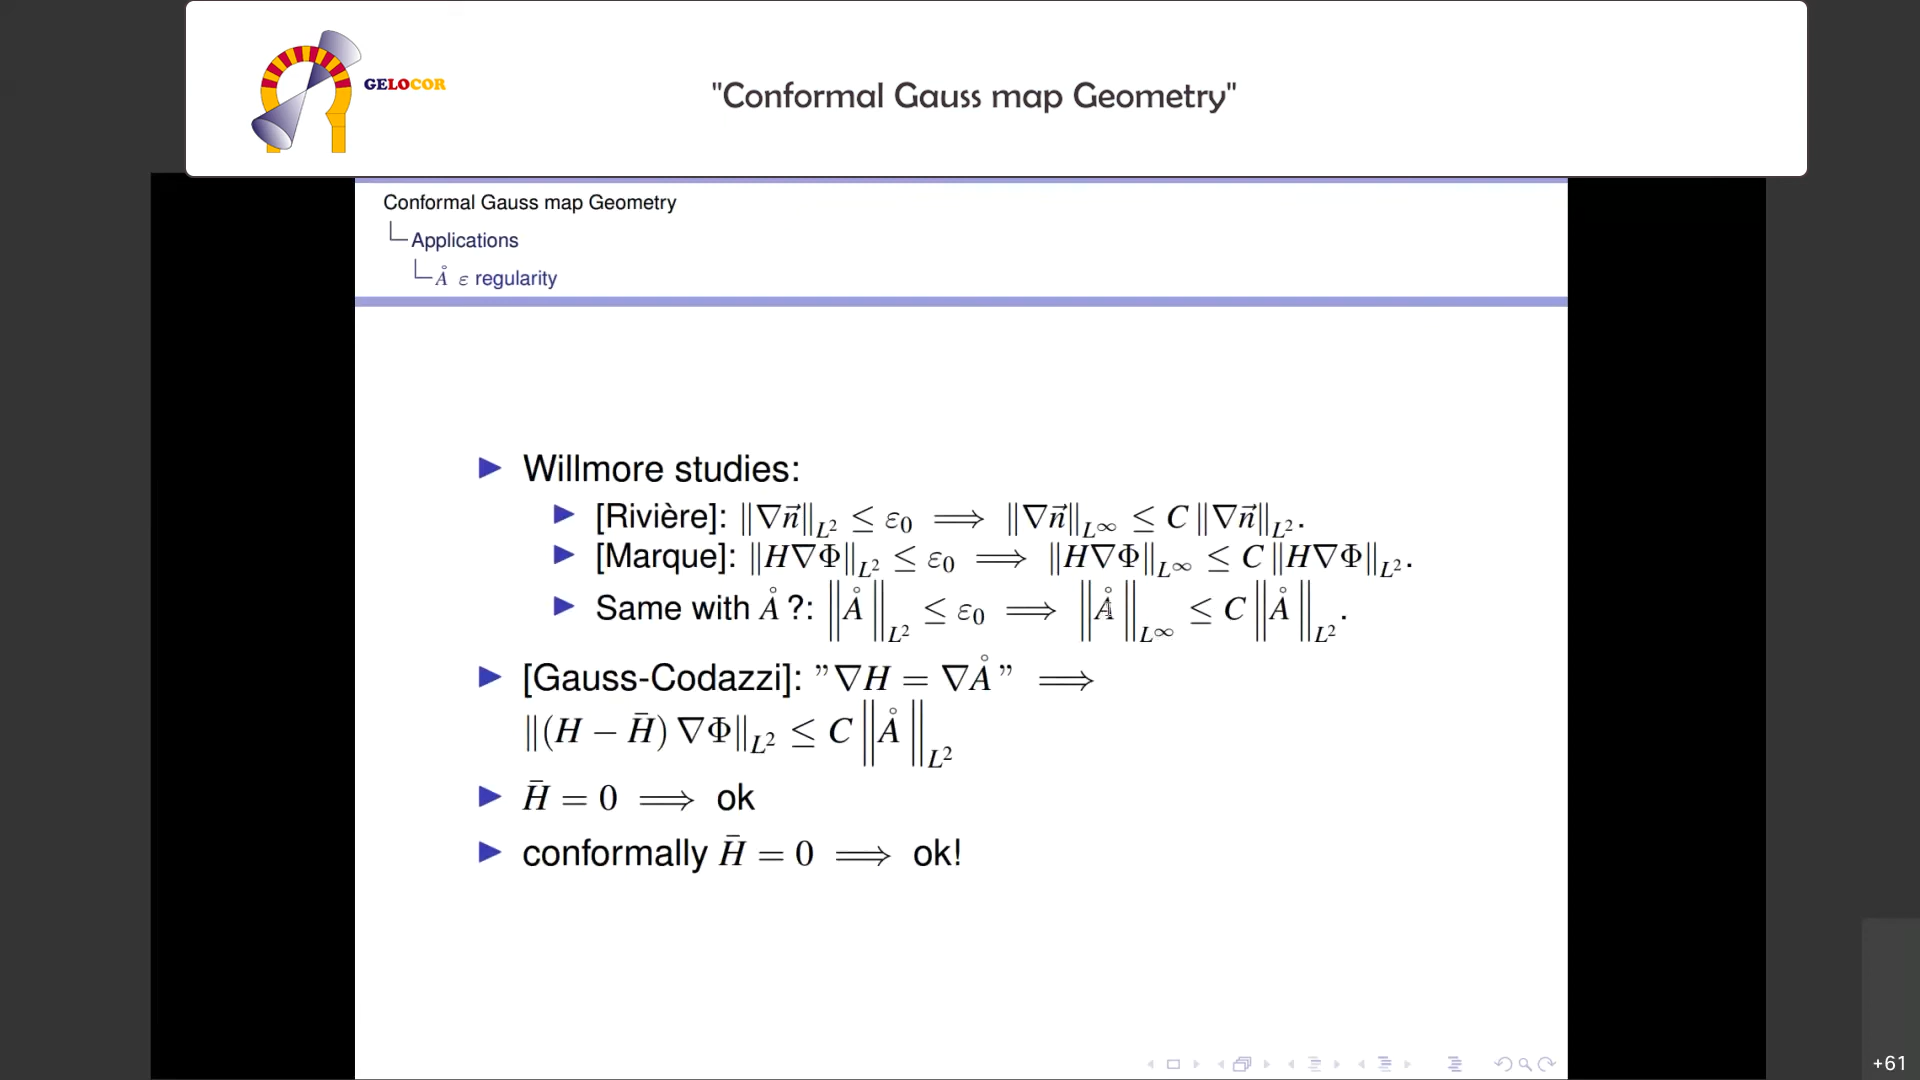 GELOCOR
"Conformal Gauss map Geometry"
Conformal Gauss map Geometry
Applications
Å ε regularity
Willmore studies:
[Rivière]: ‖∇n⃗‖_{L²} ≤ ε₀ ⟹ ‖∇n⃗‖_{L^∞} ≤ C ‖∇n⃗‖_{L²}.
[Marque]: ‖H∇Φ‖_{L²} ≤ ε₀ ⟹ ‖H∇Φ‖_{L^∞} ≤ C ‖H∇Φ‖_{L²}.
Same with Å ?: ‖Å‖_{L²} ≤ ε₀ ⟹ ‖Å‖_{L^∞} ≤ C ‖Å‖_{L²}.
[Gauss-Codazzi]: ”∇H = ∇Å” ⟹
‖(H − H̄) ∇Φ‖_{L²} ≤ C ‖Å‖_{L²}
H̄ = 0 ⟹ ok
conformally H̄ = 0 ⟹ ok!
+61